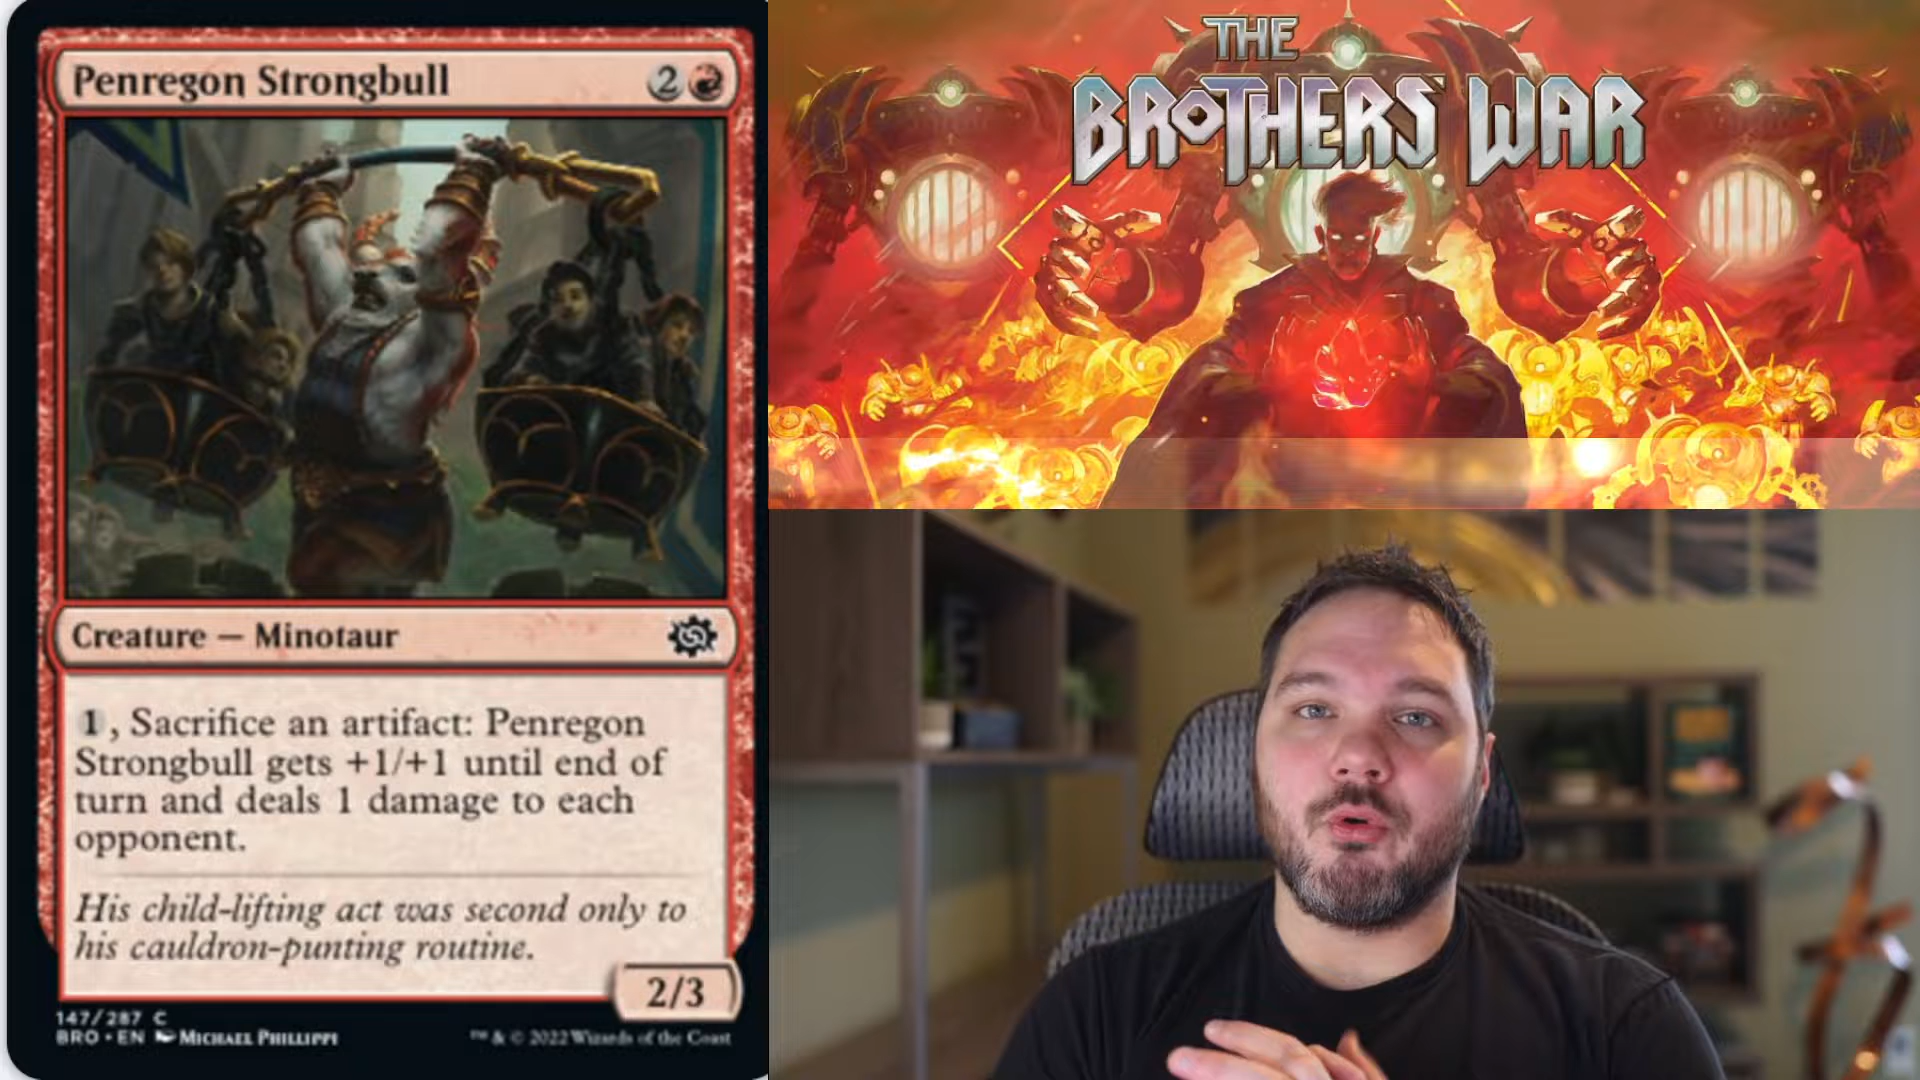 Penregon Strongbull 2
Creature — Minotaur
1, Sacrifice an artifact: Penregon
Strongbull gets +1/+1 until end of
turn and deals 1 damage to each
opponent.
His child-lifting act was second only to
his cauldron-punting routine.
2/3
147/287 C
BRO • EN MICHAEL PHILLIPPI
™ & © 2022 Wizards of the Coast
THE
BROTHERS' WAR